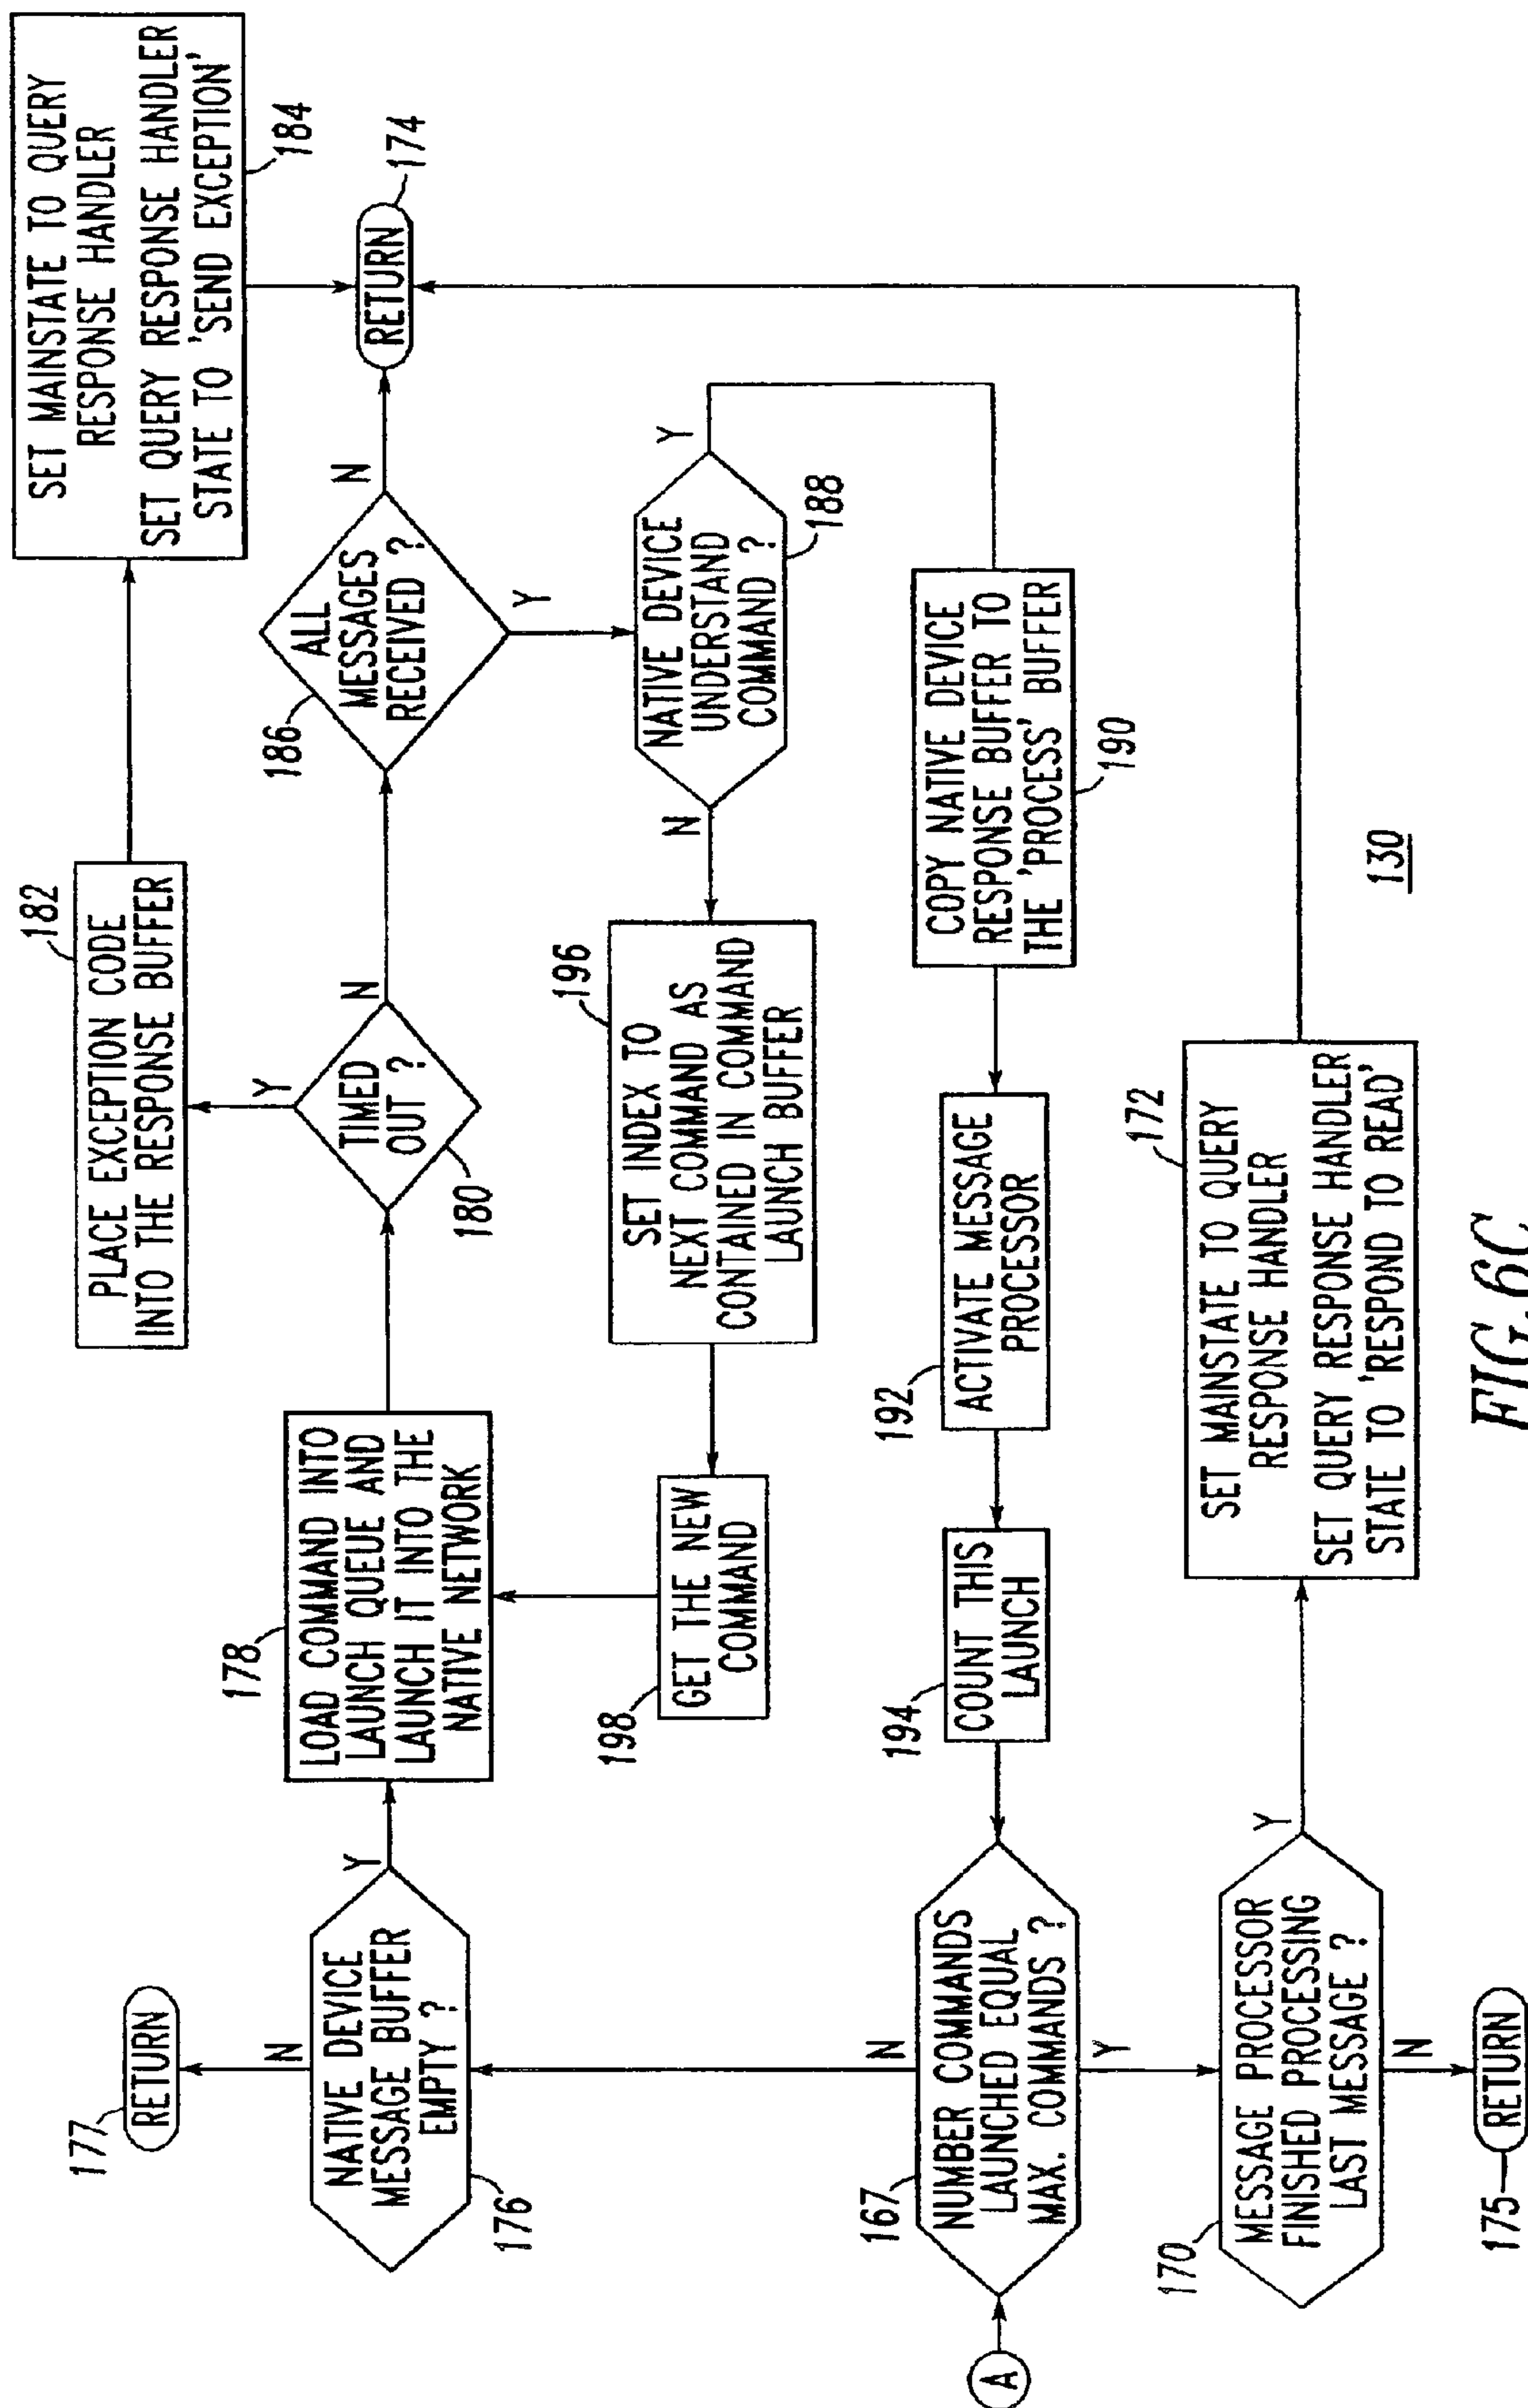 177
RETURN
N
NATIVE DEVICE
MESSAGE BUFFER
EMPTY ?
176
Y
178
LOAD COMMAND INTO
LAUNCH QUEUE AND
LAUNCH IT INTO THE
NATIVE NETWORK
TIMED
OUT ?
180
Y
N
182
PLACE EXCEPTION CODE
INTO THE RESPONSE BUFFER
SET MAINSTATE TO QUERY
RESPONSE HANDLER
SET QUERY RESPONSE HANDLER
STATE TO 'SEND EXCEPTION'
184
186
ALL
MESSAGES
RECEIVED ?
N
Y
RETURN
174
NATIVE DEVICE
UNDERSTAND
COMMAND ?
188
Y
N
196
SET INDEX TO
NEXT COMMAND AS
CONTAINED IN COMMAND
LAUNCH BUFFER
198
GET THE NEW
COMMAND
A
167
NUMBER COMMANDS
LAUNCHED EQUAL
MAX. COMMANDS ?
N
Y
194
COUNT THIS
LAUNCH
192
ACTIVATE MESSAGE
PROCESSOR
COPY NATIVE DEVICE
RESPONSE BUFFER TO
THE 'PROCESS' BUFFER
190
170
MESSAGE PROCESSOR
FINISHED PROCESSING
LAST MESSAGE ?
Y
N
175
RETURN
172
SET MAINSTATE TO QUERY
RESPONSE HANDLER
SET QUERY RESPONSE HANDLER
STATE TO 'RESPOND TO READ'
130
FIG. 6C